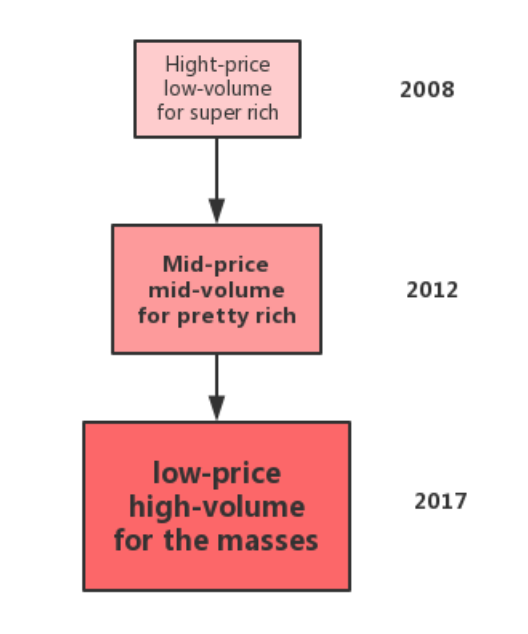 Hight-price
low-volume
for super rich
2008
Mid-price
mid-volume
for pretty rich
2012
low-price
high-volume
for the masses
2017